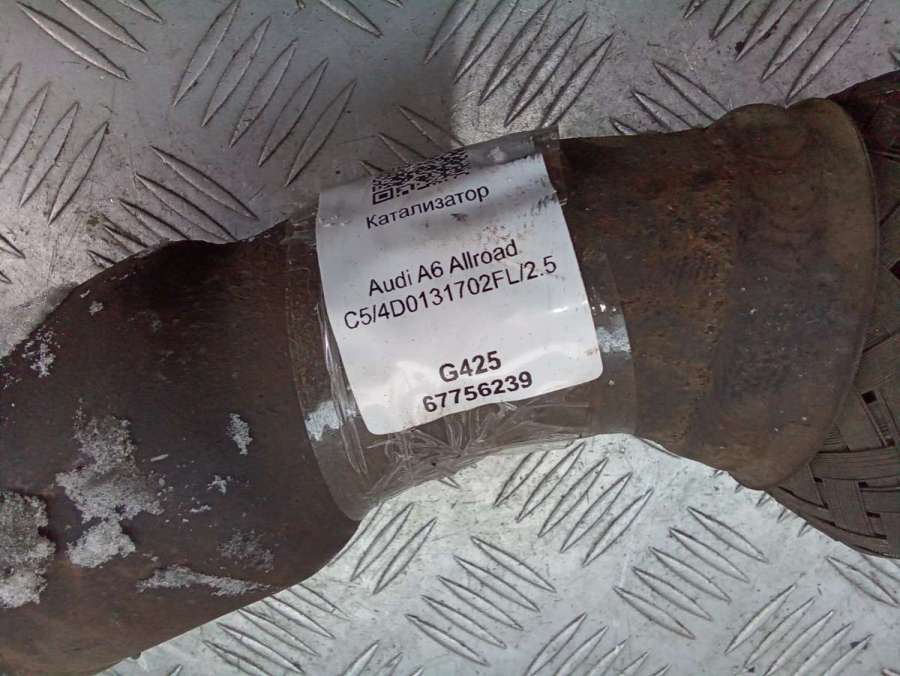 Катализатор
Audi A6 Allroad
C5/4D0131702FL/2.5
G425
67756239